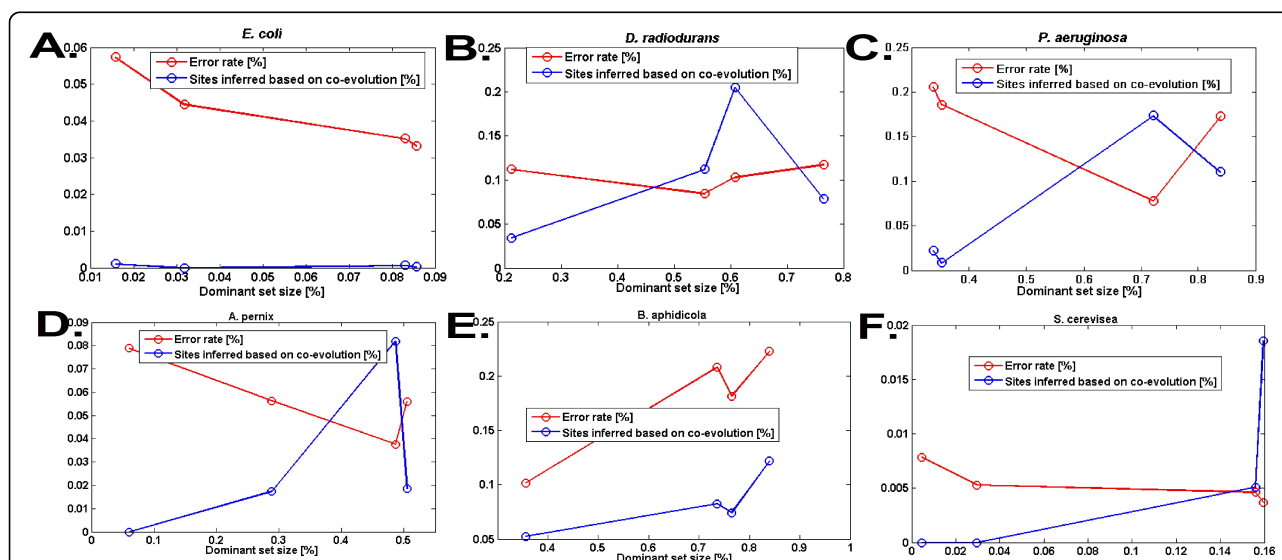 A.
E. coli
0.06
0.05
0.04
0.03
0.02
0.01
0
Error rate [%]
Sites inferred based on co-evolution [%]
0.01 0.02 0.03 0.04 0.05 0.06 0.07 0.08 0.09
Dominant set size [%]
B.
D. radiodurans
0.25
0.2
0.15
0.1
0.05
0
Error rate [%]
Sites inferred based on co-evolution [%]
0.2 0.3 0.4 0.5 0.6 0.7 0.8
Dominant set size [%]
C.
P. aeruginosa
0.25
0.2
0.15
0.1
0.05
0
Error rate [%]
Sites inferred based on co-evolution [%]
0.4 0.5 0.6 0.7 0.8 0.9
Dominant set size [%]
D.
A. pernix
0.09
0.08
0.07
0.06
0.05
0.04
0.03
0.02
0.01
0
Error rate [%]
Sites inferred based on co-evolution [%]
0 0.1 0.2 0.3 0.4 0.5
Dominant set size [%]
E.
B. aphidicola
0.25
0.2
0.15
0.1
0.05
Error rate [%]
Sites inferred based on co-evolution [%]
0.4 0.5 0.6 0.7 0.8 0.9 1
Dominant set size [%]
F.
S. cerevisea
0.02
0.015
0.01
0.005
0
Error rate [%]
Sites inferred based on co-evolution [%]
0 0.02 0.04 0.06 0.08 0.10 0.12 0.14 0.16
Dominant set size [%]